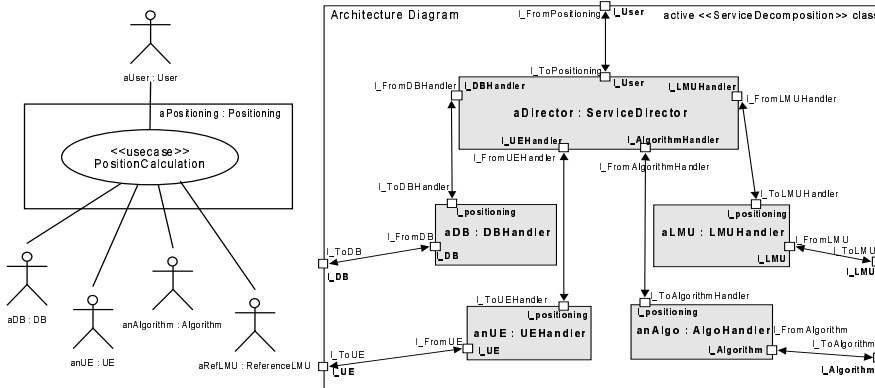 aUser : User
aPositioning : Positioning
<<usecase>>
PositionCalculation
aDB : DB
anAlgorithm : Algorithm
anUE : UE
aRefLMU : ReferenceLMU
Architecture Diagram
I_FromPositioning
I_User
active <<ServiceDecomposition>> clas
I_ToPositioning
I_User
I_FromDBHandler
I_DBHandler
I_LMUHandler
I_FromLMUHandler
aDirector : ServiceDirector
I_UEHandler
I_AlgorithmHandler
I_FromUEHandler
I_FromAlgorithmHandler
I_ToDBHandler
I_ToLMUHandler
I_positioning
aDB : DBHandler
I_FromDB
I_DB
I_ToDB
I_DB
I_positioning
aLMU : LMUHandler
I_LMU
I_FromLMU
I_ToLMU
I_LMU
I_ToUEHandler
I_positioning
anUE : UEHandler
I_FromUE
I_UE
I_ToUE
I_UE
I_ToAlgorithmHandler
I_positioning
anAlgo : AlgoHandler
I_Algorithm
I_FromAlgorithm
I_ToAlgorithm
I_Algorithm